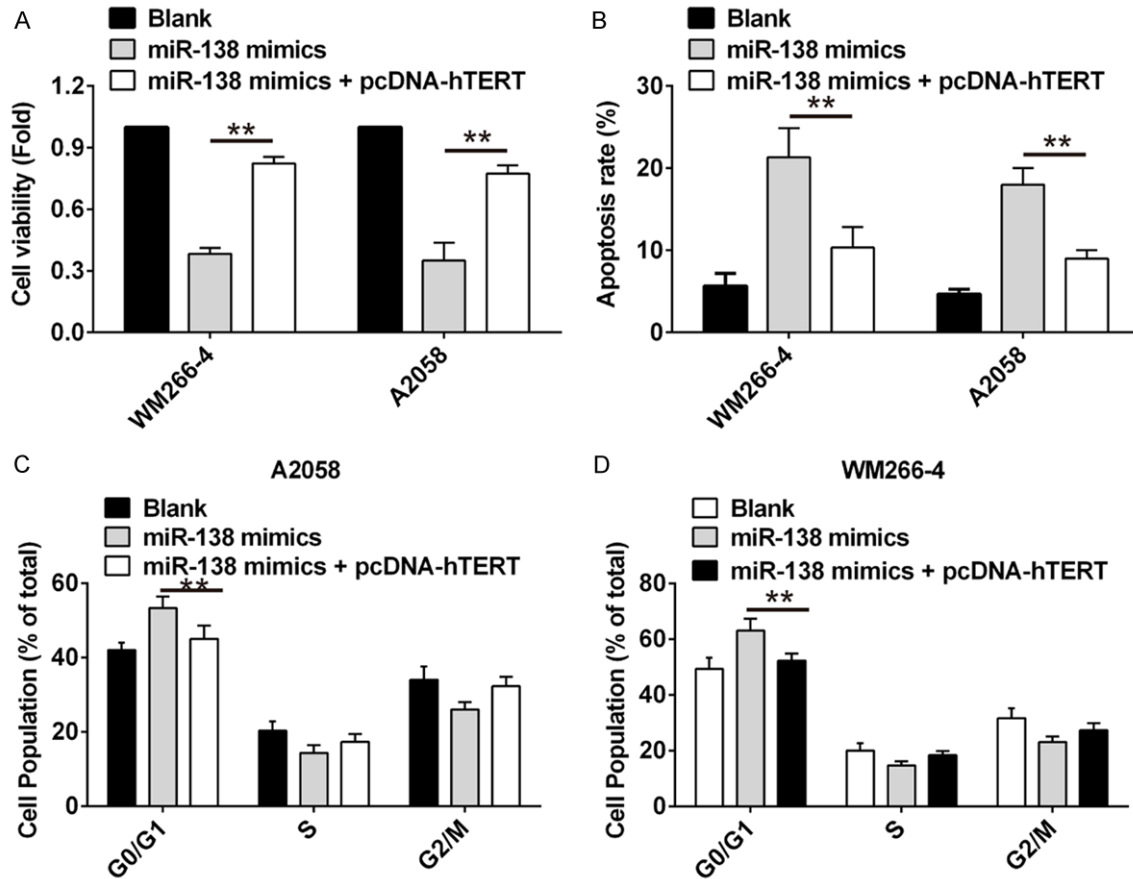 A
Blank
miR-138 mimics
miR-138 mimics + pcDNA-hTERT
Cell viability (Fold)
1.2
0.9
0.6
0.3
0.0
**
**
WM266-4
A2058
B
Blank
miR-138 mimics
miR-138 mimics + pcDNA-hTERT
Apoptosis rate (%)
30
20
10
0
**
**
WM266-4
A2058
C
A2058
Blank
miR-138 mimics
miR-138 mimics + pcDNA-hTERT
Cell Population (% of total)
60
40
20
0
**
G0/G1
S
G2/M
D
WM266-4
Blank
miR-138 mimics
miR-138 mimics + pcDNA-hTERT
Cell Population (% of total)
80
60
40
20
0
**
G0/G1
S
G2/M